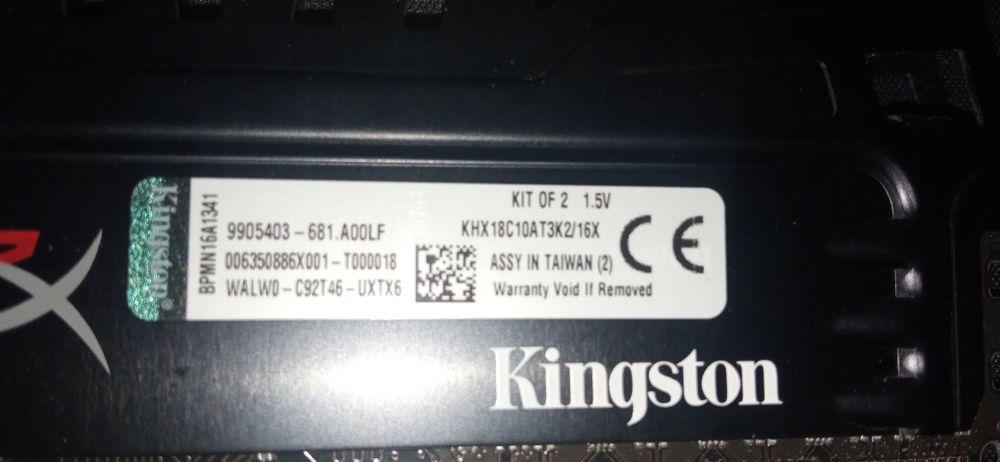 Kingston
BPMN16A1341
9905403-681.A00LF
006350886X001-T000018
WALW0-C92T46-UXTX6
KIT OF 2 1.5V
KHX18C10AT3K2/16X
ASSY IN TAIWAN (2)
Warranty Void If Removed
CE
Kingston